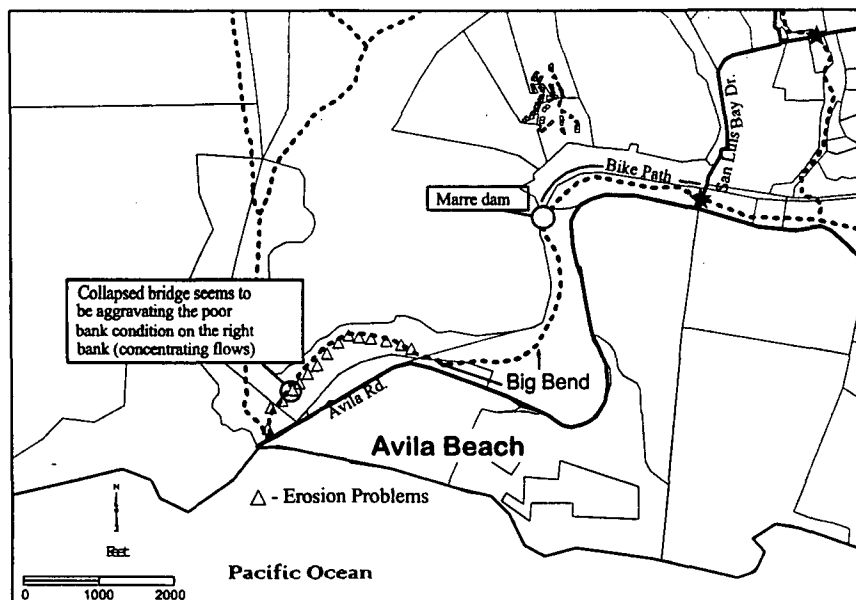 San Luis Bay Dr.
Bike Path
Marre dam
Collapsed bridge seems to
be aggravating the poor
bank condition on the right
bank (concentrating flows)
Big Bend
Avila Rd.
Avila Beach
△ - Erosion Problems
N
Feet
0 1000 2000
Pacific Ocean